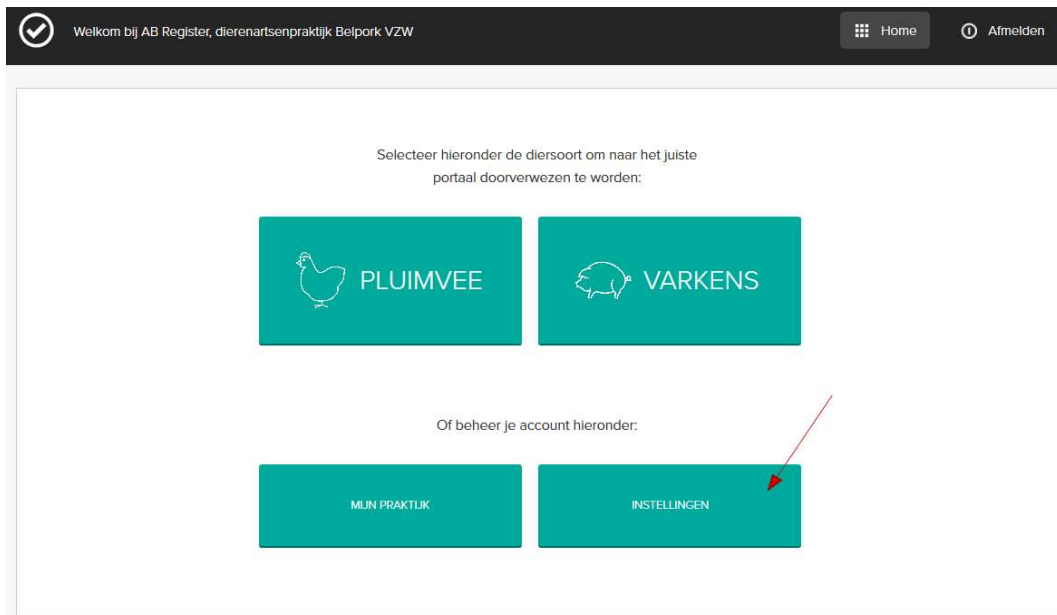 Welkom bij AB Register, dierenartsenpraktijk Belpork VZW
Home
Afmelden
Selecteer hieronder de diersoort om naar het juiste
portaal doorverwezen te worden:
PLUIMVEE
VARKENS
Of beheer je account hieronder:
MIJN PRAKTIJK
INSTELLINGEN